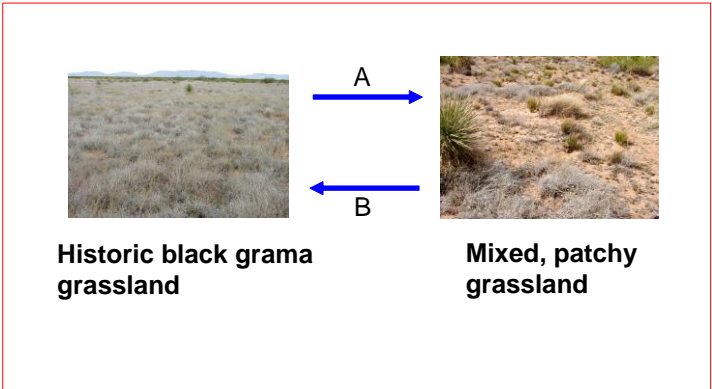 A
B
Historic black grama
grassland
Mixed, patchy
grassland